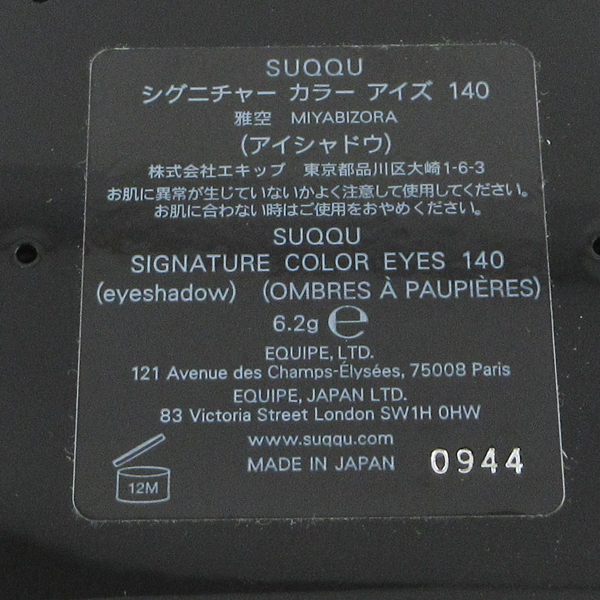 SUQQU
シグニチャー カラー アイズ 140
雅空 MIYABIZORA
(アイシャドウ)
株式会社エキップ 東京都品川区大崎1-6-3
お肌に異常が生じていないかよく注意して使用してください。
お肌に合わない時はご使用をおやめください。
SUQQU
SIGNATURE COLOR EYES 140
(eyeshadow) (OMBRES À PAUPIÈRES)
6.2g ℮
EQUIPE, LTD.
121 Avenue des Champs-Élysées, 75008 Paris
EQUIPE, JAPAN LTD.
83 Victoria Street London SW1H 0HW
www.suqqu.com
MADE IN JAPAN 0944
12M